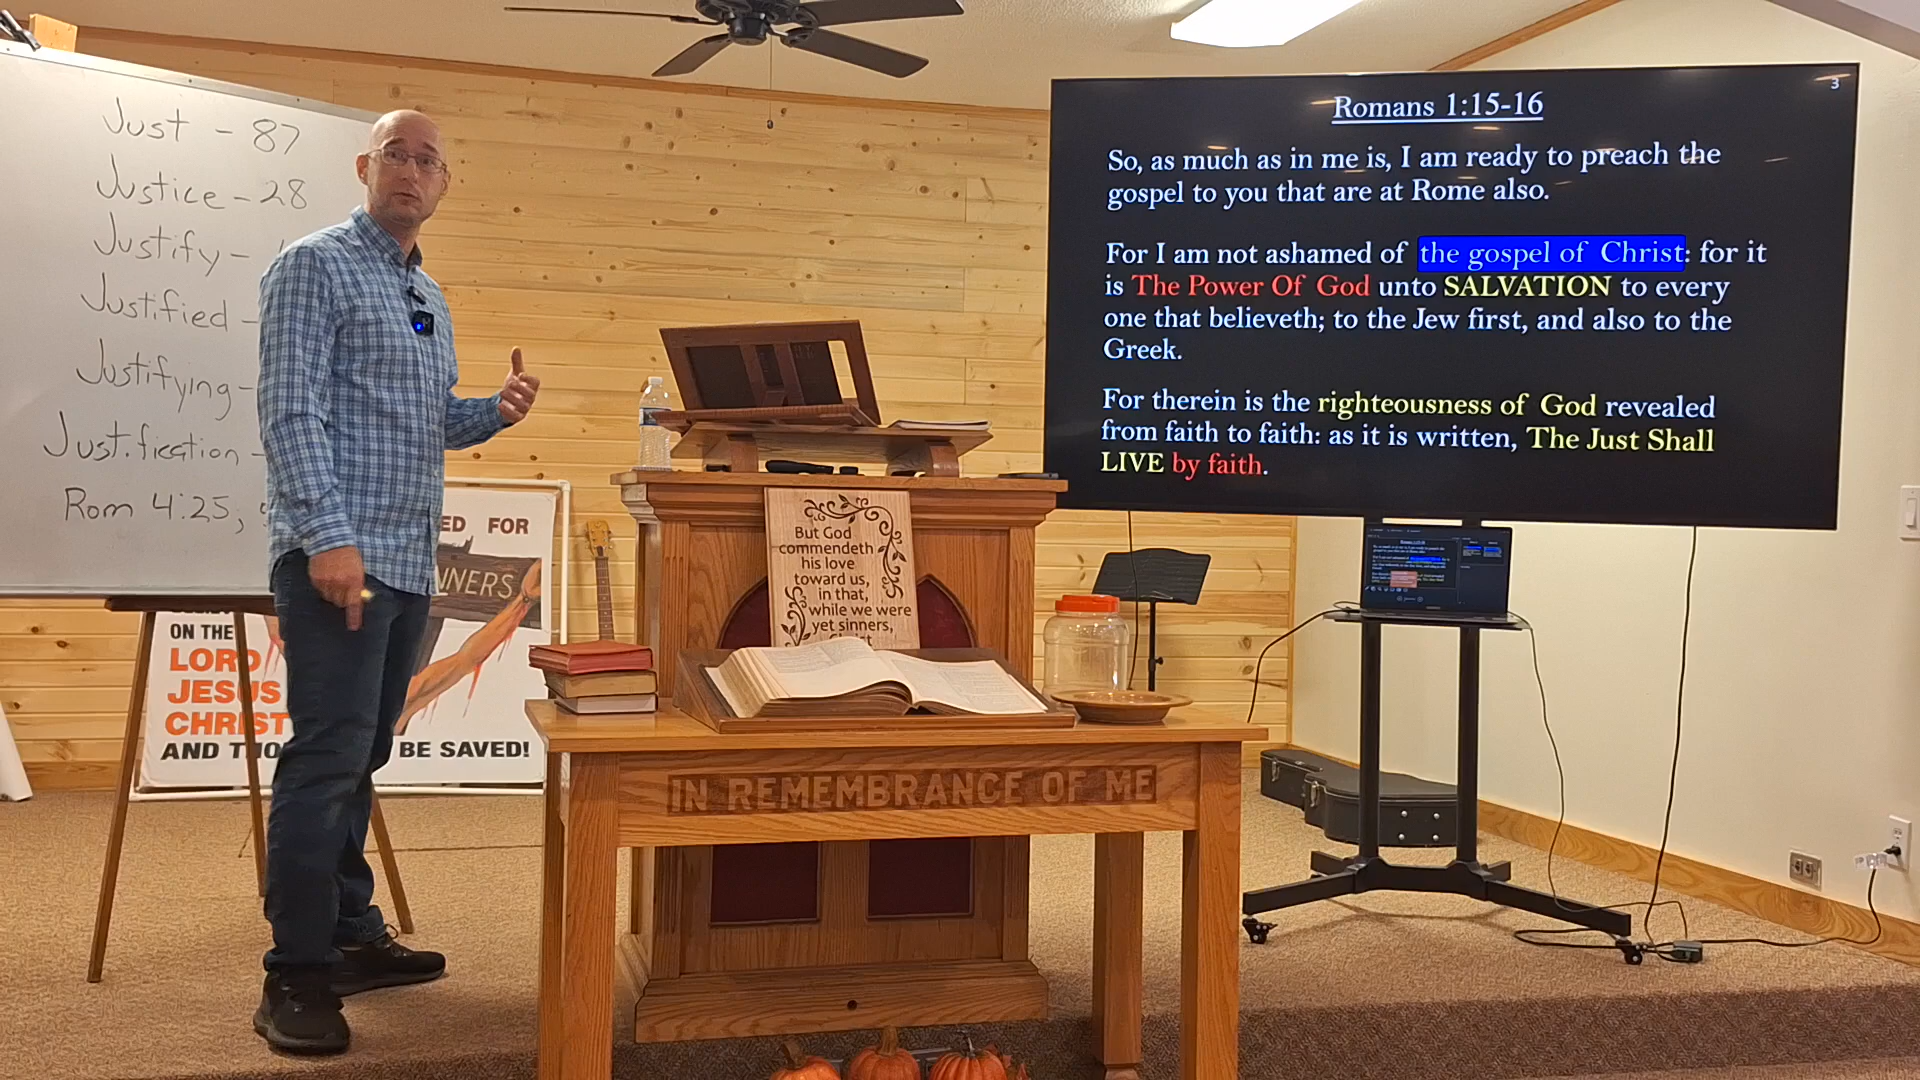 Just - 87
Justice - 28
Justify -
Justified -
Justifying -
Justification -
Rom 4:25,
3
Romans 1:15-16
So, as much as in me is, I am ready to preach the
gospel to you that are at Rome also.
For I am not ashamed of the gospel of Christ: for it
is The Power Of God unto SALVATION to every
one that believeth; to the Jew first, and also to the
Greek.
For therein is the righteousness of God revealed
from faith to faith: as it is written, The Just Shall
LIVE by faith.
But God
commendeth
his love
toward us,
in that,
while we were
yet sinners,
ED FOR
NNERS
ON THE
LORD
JESUS
CHRIST
AND THO BE SAVED!
IN REMEMBRANCE OF ME